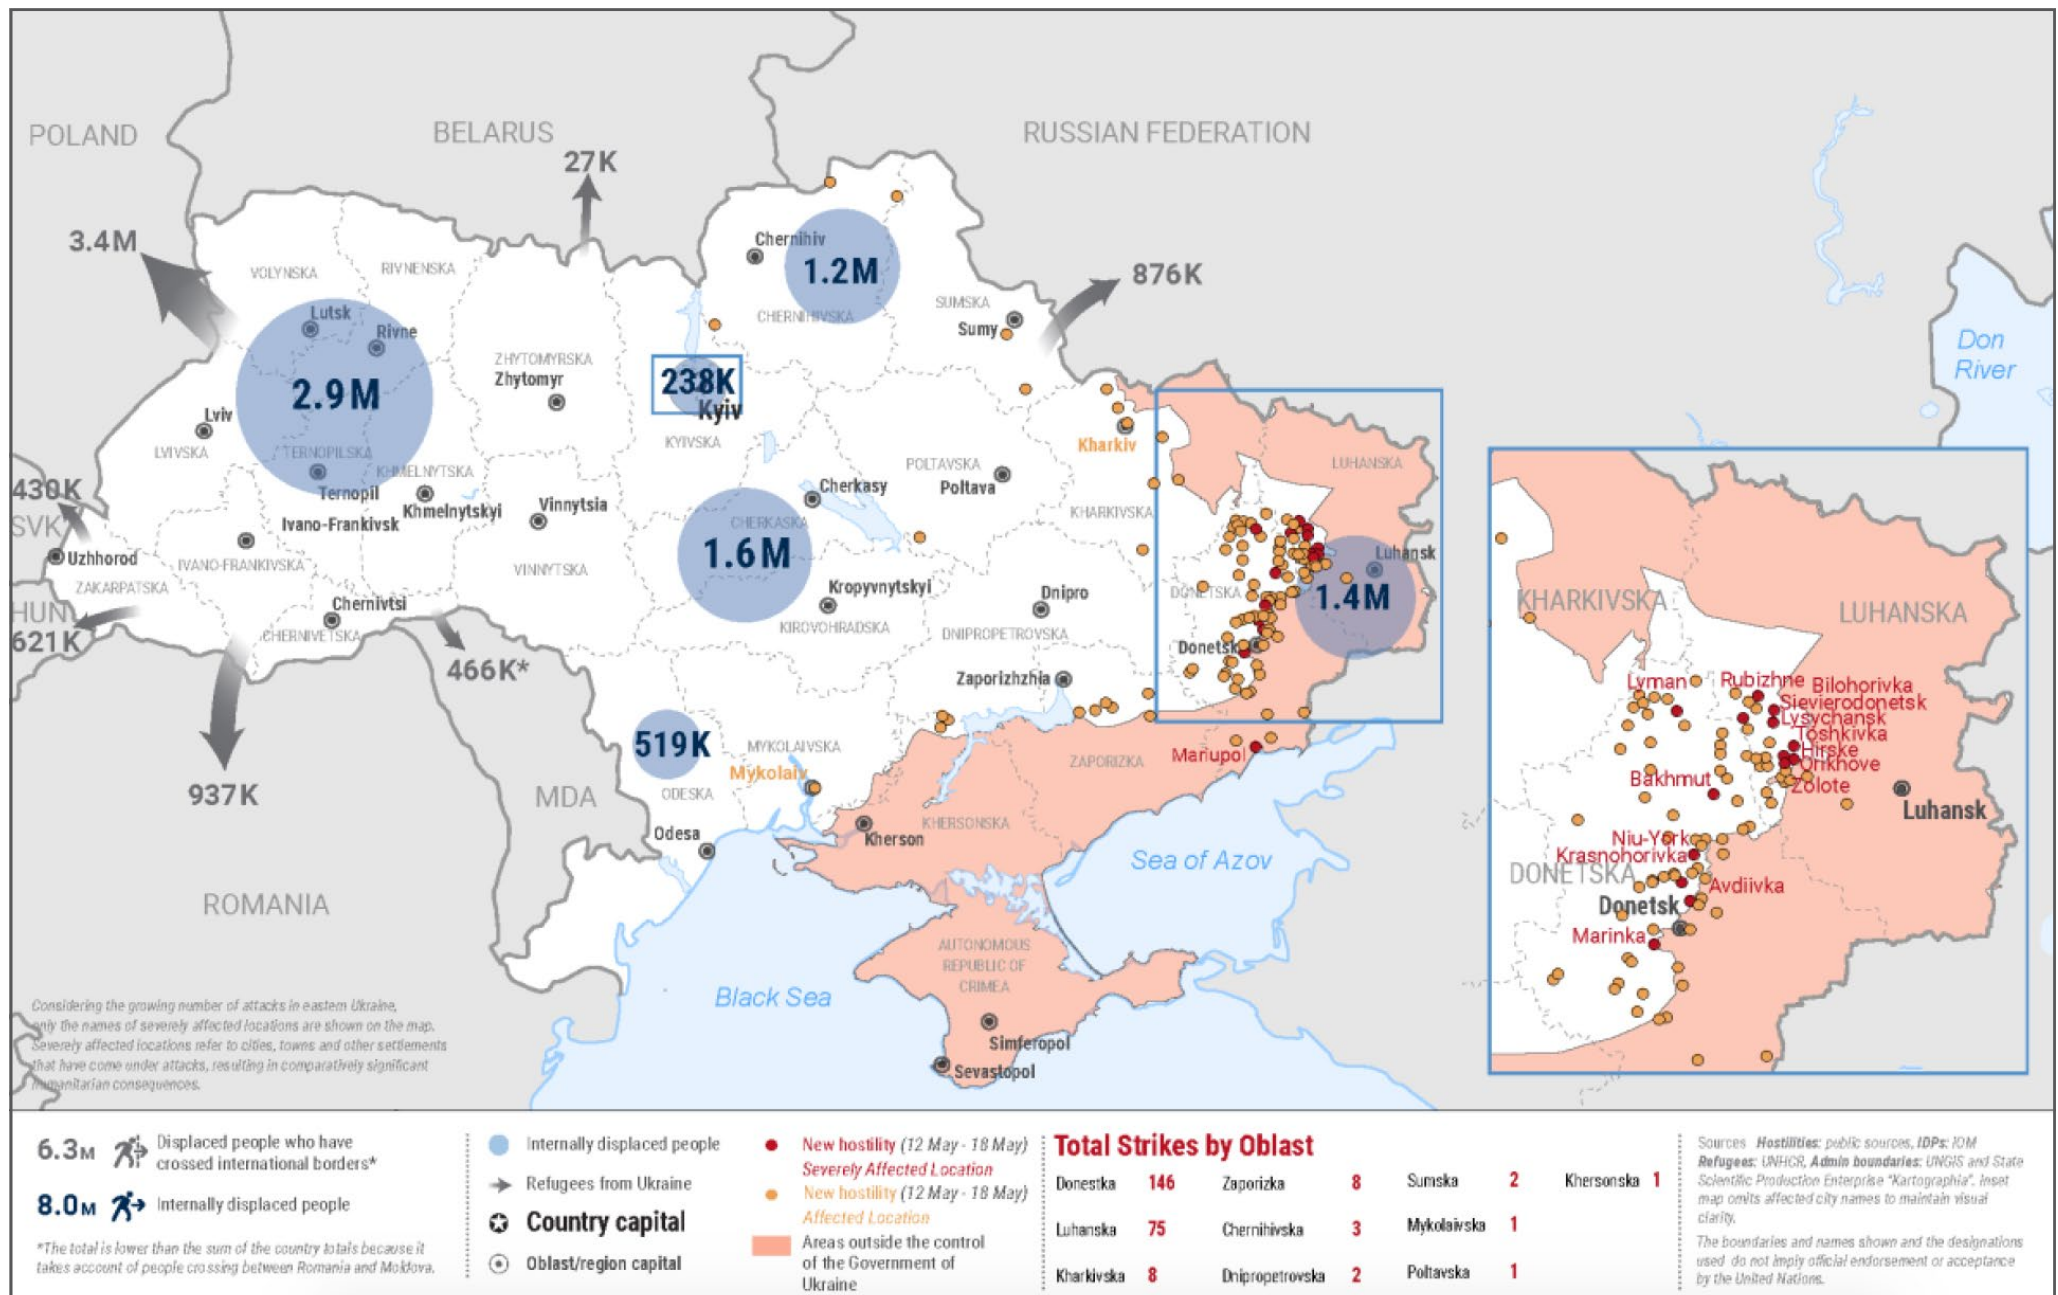 POLAND
BELARUS
RUSSIAN FEDERATION
27K
3.4M
876K
VOLYNSKA
RIVNENSKA
Chernihiv
1.2M
CHERNIHIVSKA
SUMSKA
Sumy
Lutsk
Rivne
2.9M
ZHYTOMYRSKA
Zhytomyr
238K
Kyiv
KYIVSKA
Lviv
LVIVSKA
TERNOPILSKA
KHMELNYTSKA
Ternopil
Khmelnytskyi
Ivano-Frankivsk
Vinnytsia
Cherkasy
POLTAVSKA
Poltava
Kharkiv
KHARKIVSKA
LUHANSKA
430K
SVK
Uzhhorod
ZAKARPATSKA
IVANO-FRANKIVSKA
VINNYTSKA
CHERKASKA
1.6M
Kropyvnytskyi
KIROVOHRADSKA
Dnipro
DNIPROPETROVSKA
DONETSKA
Luhansk
1.4M
HUN
621K
Chernivtsi
CHERNIVETSKA
466K*
Donetsk
Zaporizhzhia
519K
MYKOLAIVSKA
Mykolaiv
ODESKA
ZAPORIZKA
Mariupol
937K
MDA
Odesa
Kherson
KHERSONSKA
Sea of Azov
ROMANIA
Black Sea
AUTONOMOUS
REPUBLIC OF
CRIMEA
Simferopol
Sevastopol
Don
River
KHARKIVSKA
LUHANSKA
Lyman
Rubizhne
Bilohorivka
Sievierodonetsk
Lysychansk
Toshkivka
Hirske
Orikhove
Zolote
Bakhmut
Luhansk
Niu-York
Krasnohorivka
DONETSKA
Avdiivka
Donetsk
Marinka
Considering the growing number of attacks in eastern Ukraine,
only the names of severely affected locations are shown on the map.
Severely affected locations refer to cities, towns and other settlements
that have come under attacks, resulting in comparatively significant
humanitarian consequences.
6.3M Displaced people who have
crossed international borders*
8.0M Internally displaced people
*The total is lower than the sum of the country totals because it
takes account of people crossing between Romania and Moldova.
Internally displaced people
Refugees from Ukraine
Country capital
Oblast/region capital
New hostility (12 May - 18 May)
Severely Affected Location
New hostility (12 May - 18 May)
Affected Location
Areas outside the control
of the Government of
Ukraine
Total Strikes by Oblast
Donestka 146
Luhanska 75
Kharkivska 8
Zaporizka 8
Chernihivska 3
Dnipropetrovska 2
Sumska 2
Mykolaivska 1
Poltavska 1
Khersonska 1
Sources Hostilities: public sources, IDPs: IOM
Refugees: UNHCR, Admin boundaries: UNGIS and State
Scientific Production Enterprise "Kartographia". Inset
map omits affected city names to maintain visual
clarity.
The boundaries and names shown and the designations
used do not imply official endorsement or acceptance
by the United Nations.